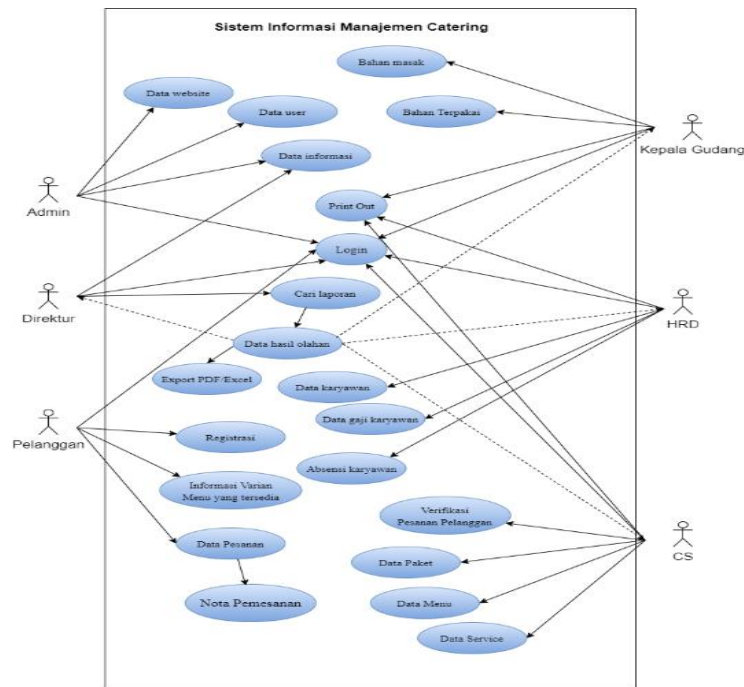 Sistem Informasi Manajemen Catering
Bahan masak
Data website
Data user
Bahan Terpakai
Kepala Gudang
Data informasi
Admin
Print Out
Login
Direktur
Cari laporan
HRD
Data hasil olahan
Export PDF/Excel
Data karyawan
Data gaji karyawan
Pelanggan
Registrasi
Absensi karyawan
Informasi Varian
Menu yang tersedia
Verifikasi
Pesanan Pelanggan
Data Pesanan
CS
Data Paket
Nota Pemesanan
Data Menu
Data Service